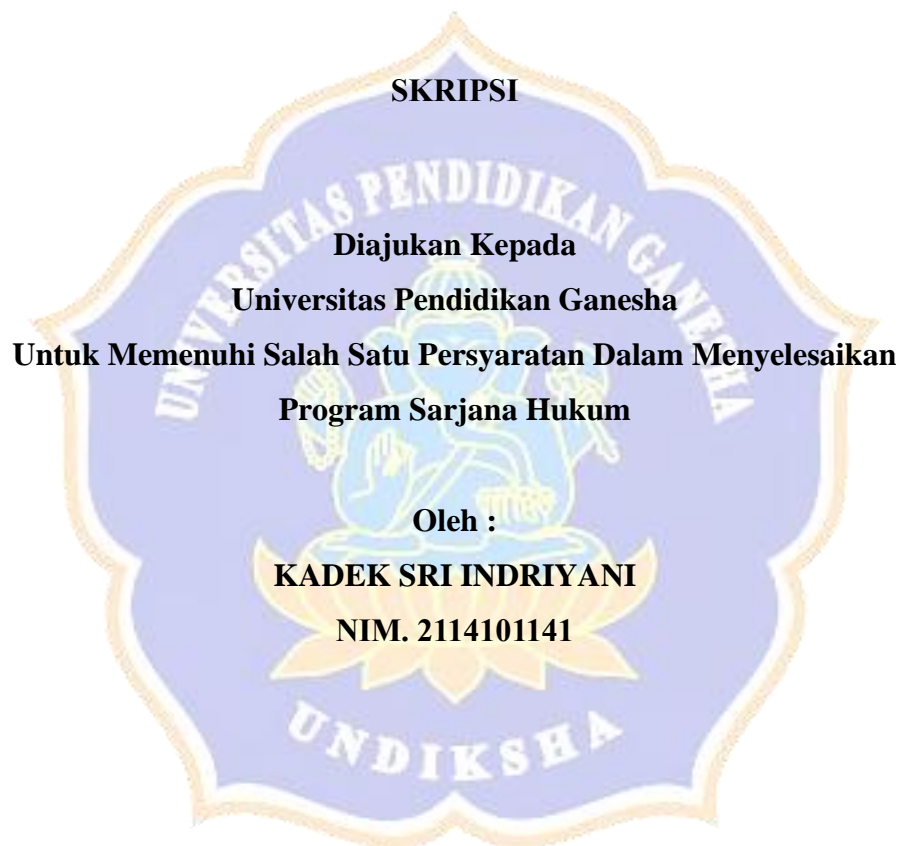 SKRIPSI
UNIVERSITAS PENDIDIKAN GANESHA
Diajukan Kepada
Universitas Pendidikan Ganesha
Untuk Memenuhi Salah Satu Persyaratan Dalam Menyelesaikan
Program Sarjana Hukum
Oleh :
KADEK SRI INDRIYANI
NIM. 2114101141
UNDIKSHA